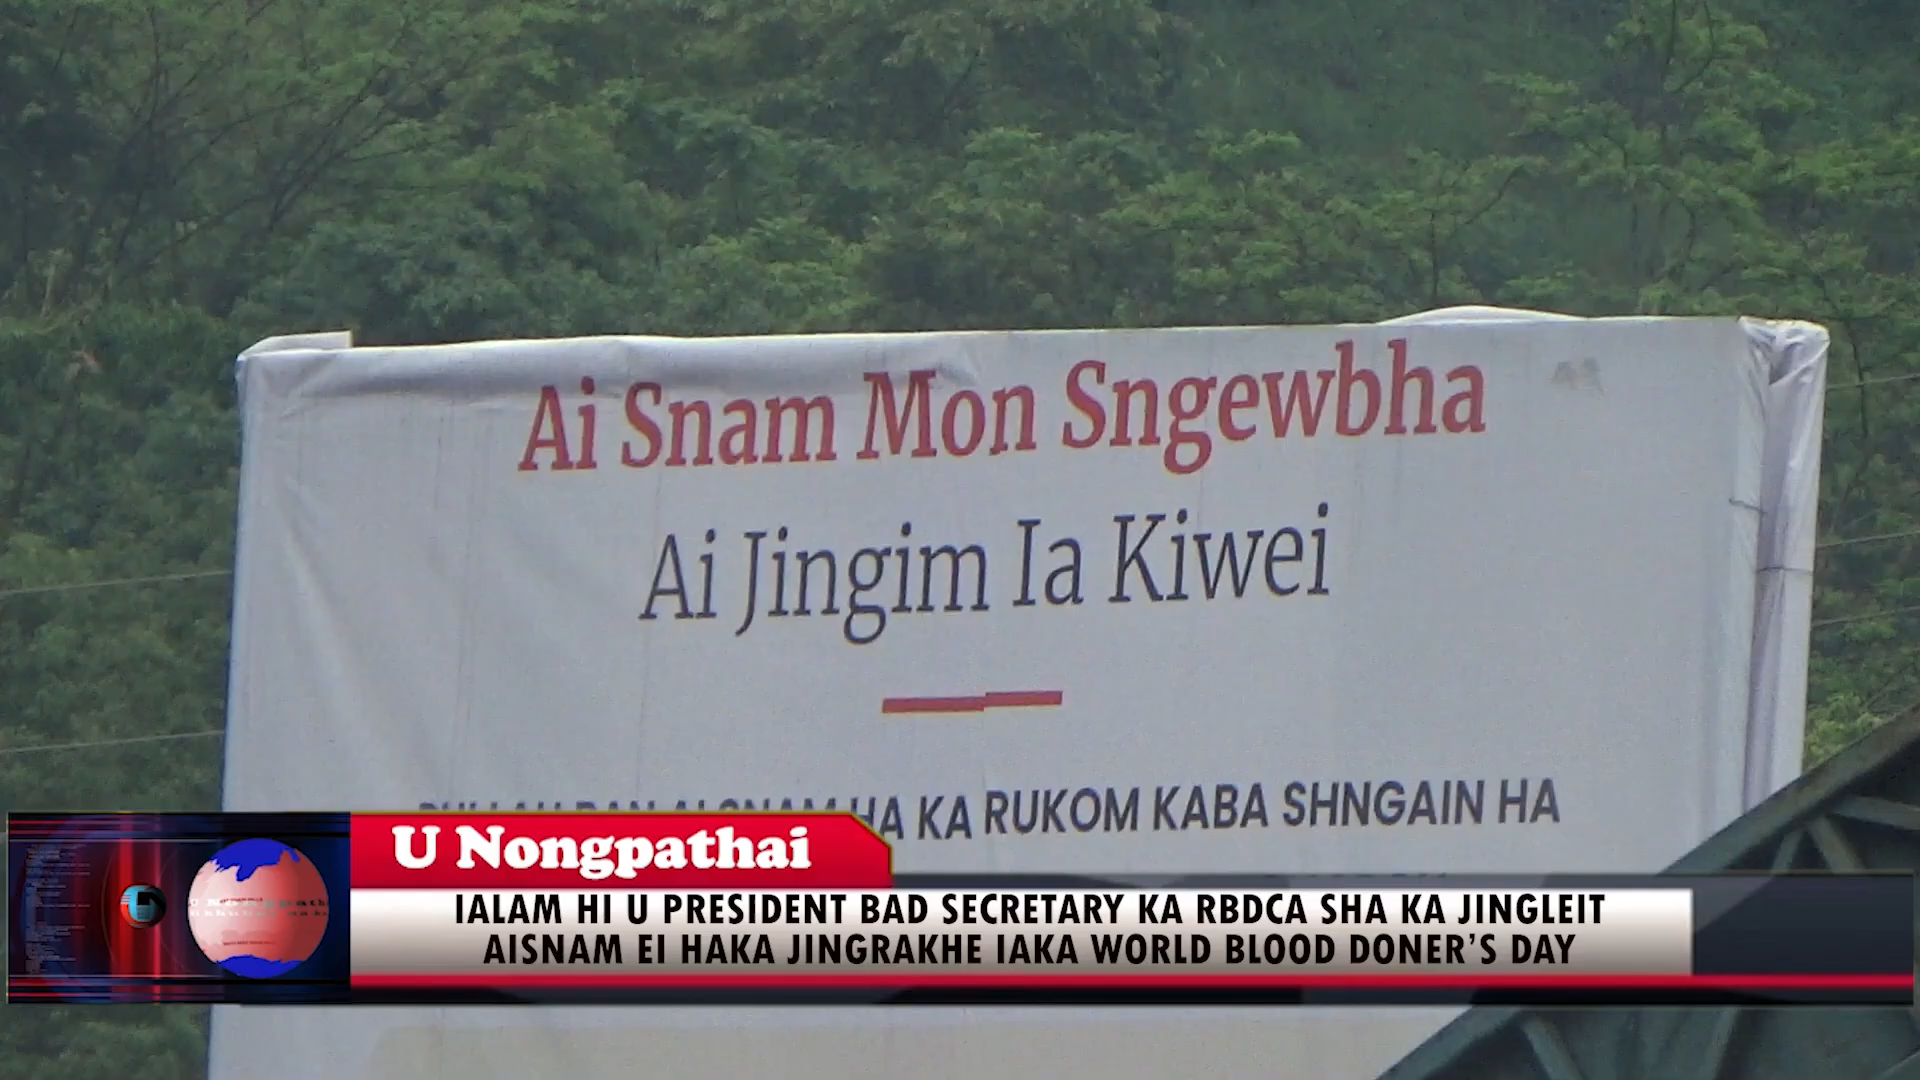 Ai Snam Mon Sngewbha
Ai Jingim Ia Kiwei
HA KA RUKOM KABA SHNGAIN HA
U Nongpathai
IALAM HI U PRESIDENT BAD SECRETARY KA RBDCA SHA KA JINGLEIT
AISNAM EI HAKA JINGRAKHE IAKA WORLD BLOOD DONER'S DAY